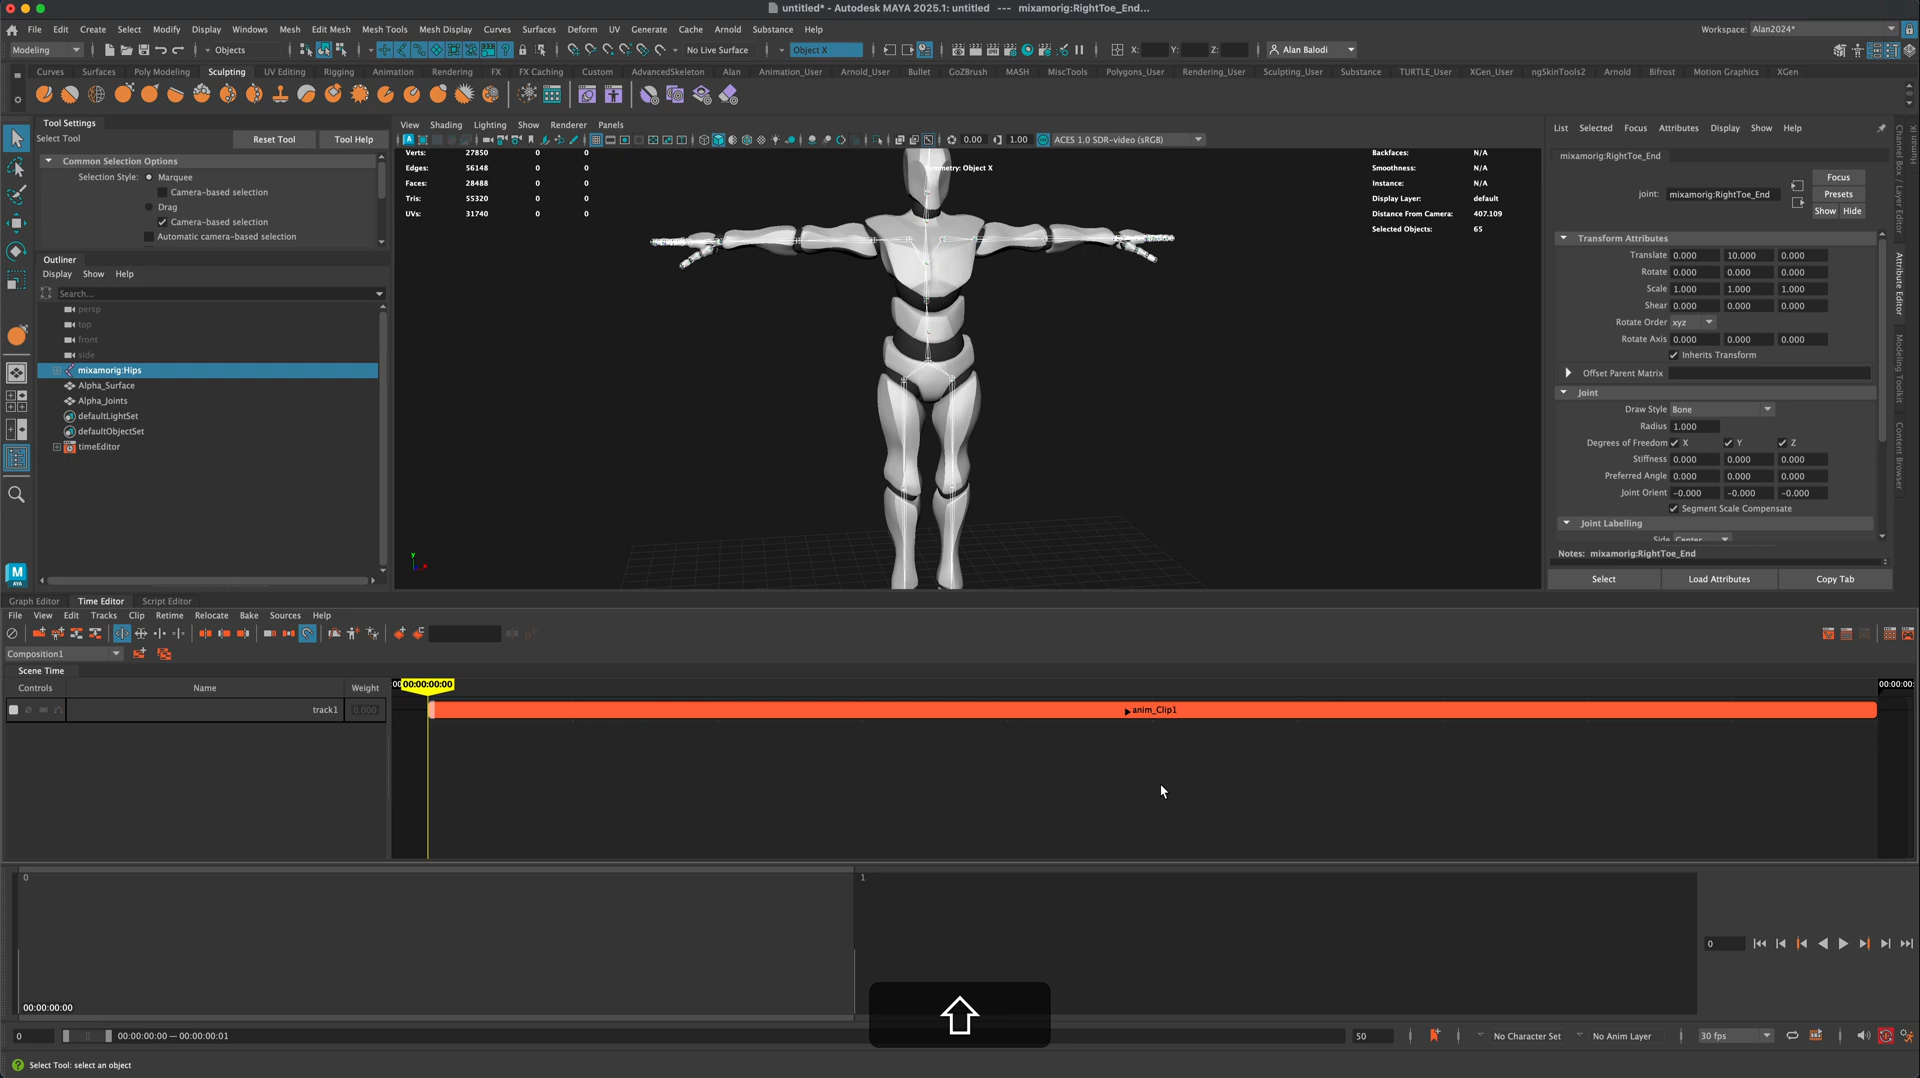 untitled* - Autodesk MAYA 2025.1: untitled   ---   mixamorig:RightToe_End...
File Edit Create Select Modify Display Windows Mesh Edit Mesh Mesh Tools Mesh Display Curves Surfaces Deform UV Generate Cache Arnold Substance Help
Workspace: Alan2024*
Modeling Objects No Live Surface Object X X: Y: Z: Alan Balodi
Curves Surfaces Poly Modeling Sculpting UV Editing Rigging Animation Rendering FX FX Caching Custom AdvancedSkeleton Alan Animation_User Arnold_User Bullet GoZBrush MASH MiscTools Polygons_User Rendering_User Sculpting_User Substance TURTLE_User XGen_User ngSkinTools2 Arnold Bifrost Motion Graphics XGen
Tool Settings
Select Tool Reset Tool Tool Help
Common Selection Options
Selection Style: Marquee
Camera-based selection
Drag
Camera-based selection
Automatic camera-based selection
Outliner
Display Show Help
Search...
persp
top
front
side
mixamorig:Hips
Alpha_Surface
Alpha_Joints
defaultLightSet
defaultObjectSet
timeEditor
View Shading Lighting Show Renderer Panels
0.00 1.00 ACES 1.0 SDR-video (sRGB)
Verts: 27850 0 0
Edges: 56148 0 0
Faces: 28488 0 0
Tris: 55320 0 0
UVs: 31740 0 0
Symmetry: Object X
Backfaces: N/A
Smoothness: N/A
Instance: N/A
Display Layer: default
Distance From Camera: 407.109
Selected Objects: 65
y
x
List Selected Focus Attributes Display Show Help
mixamorig:RightToe_End
joint: mixamorig:RightToe_End
Focus
Presets
Show Hide
Transform Attributes
Translate 0.000 10.000 0.000
Rotate 0.000 0.000 0.000
Scale 1.000 1.000 1.000
Shear 0.000 0.000 0.000
Rotate Order xyz
Rotate Axis 0.000 0.000 0.000
Inherits Transform
Offset Parent Matrix
Joint
Draw Style Bone
Radius 1.000
Degrees of Freedom X Y Z
Stiffness 0.000 0.000 0.000
Preferred Angle 0.000 0.000 0.000
Joint Orient -0.000 -0.000 -0.000
Segment Scale Compensate
Joint Labelling
Side Center
Notes: mixamorig:RightToe_End
Select Load Attributes Copy Tab
Channel Box / Layer Editor
Attribute Editor
Modeling Toolkit
Content Browser
Graph Editor Time Editor Script Editor
File View Edit Tracks Clip Retime Relocate Bake Sources Help
Composition1
Scene Time
Controls Name Weight
00:00:00:00
00:00:00:
track1 0.000
anim_Clip1
0 1
00:00:00:00
0
0 00:00:00:00 — 00:00:00:01 50 No Character Set No Anim Layer 30 fps
Select Tool: select an object